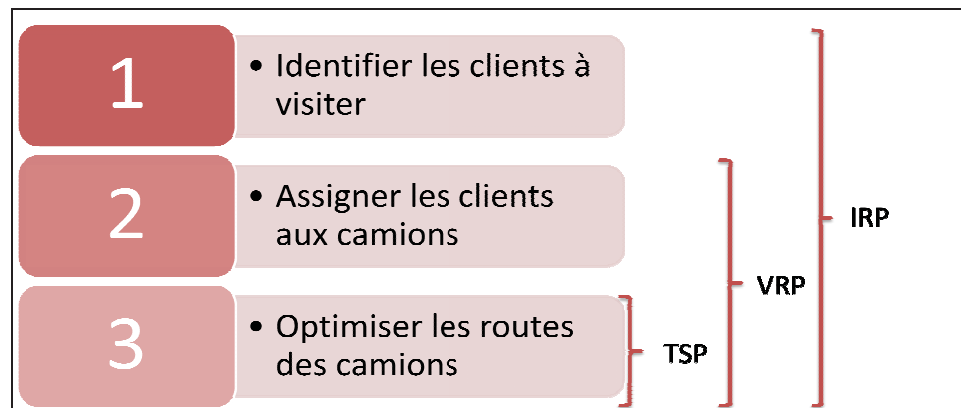 1
• Identifier les clients à
visiter
2
• Assigner les clients
aux camions
3
• Optimiser les routes
des camions
TSP
VRP
IRP